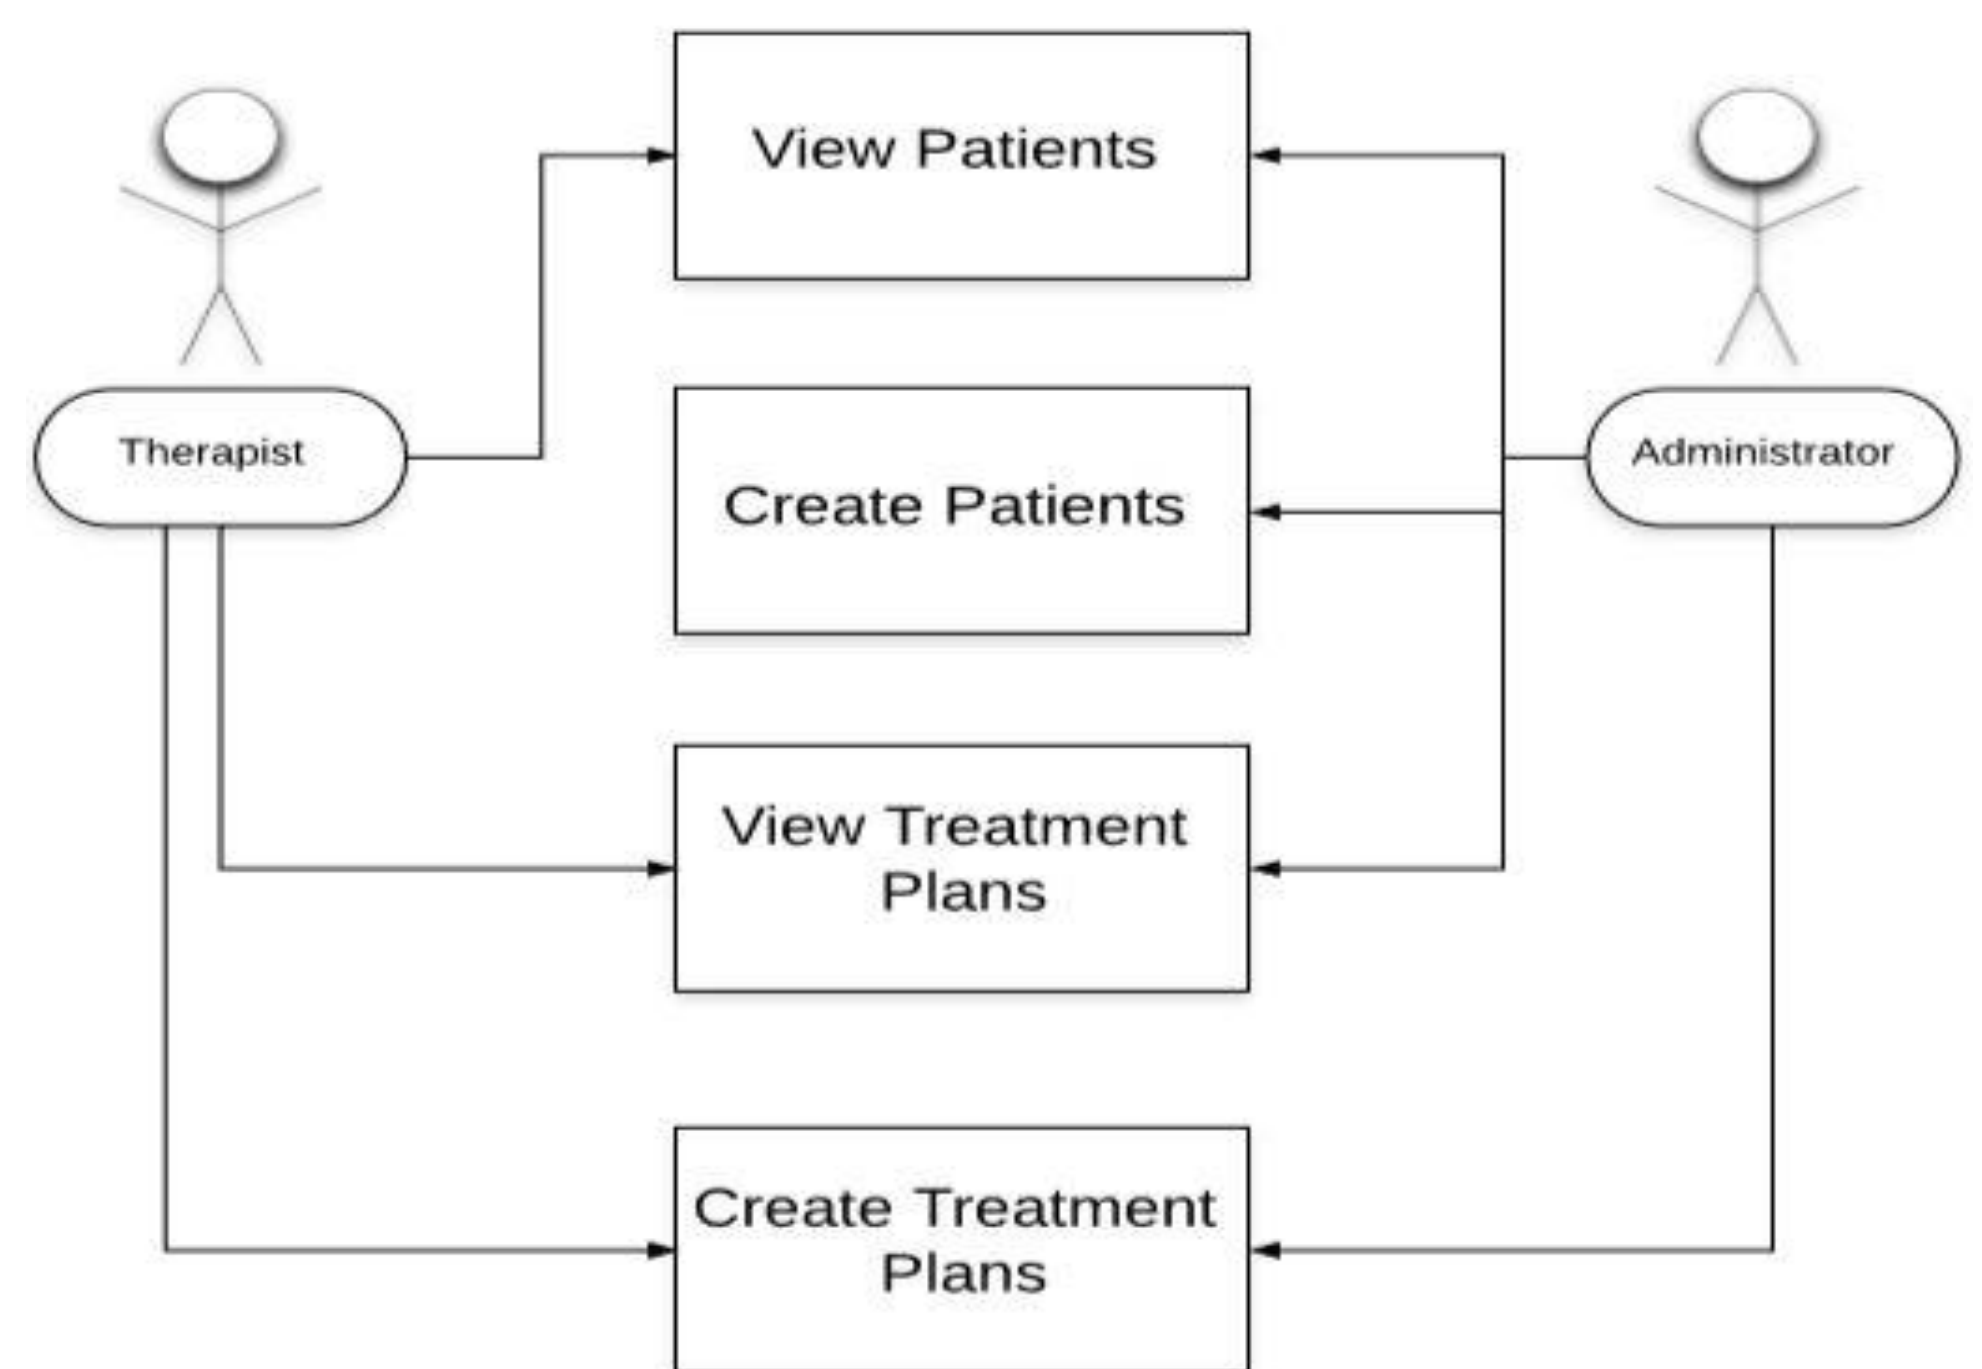 View Patients
Therapist
Administrator
Create Patients
View Treatment
Plans
Create Treatment
Plans